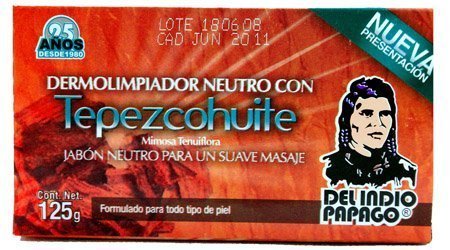 LOTE 180608
CAD JUN 2011
25
AÑOS
DESDE 1980
NUEVA
PRESENTACIÓN
DERMOLIMPIADOR NEUTRO CON
Tepezcohuite
Mimosa Tenuiflora
JABÓN NEUTRO PARA UN SUAVE MASAJE
Cont. Net.
125g
Formulado para todo tipo de piel
DEL INDIO
PAPAGO®